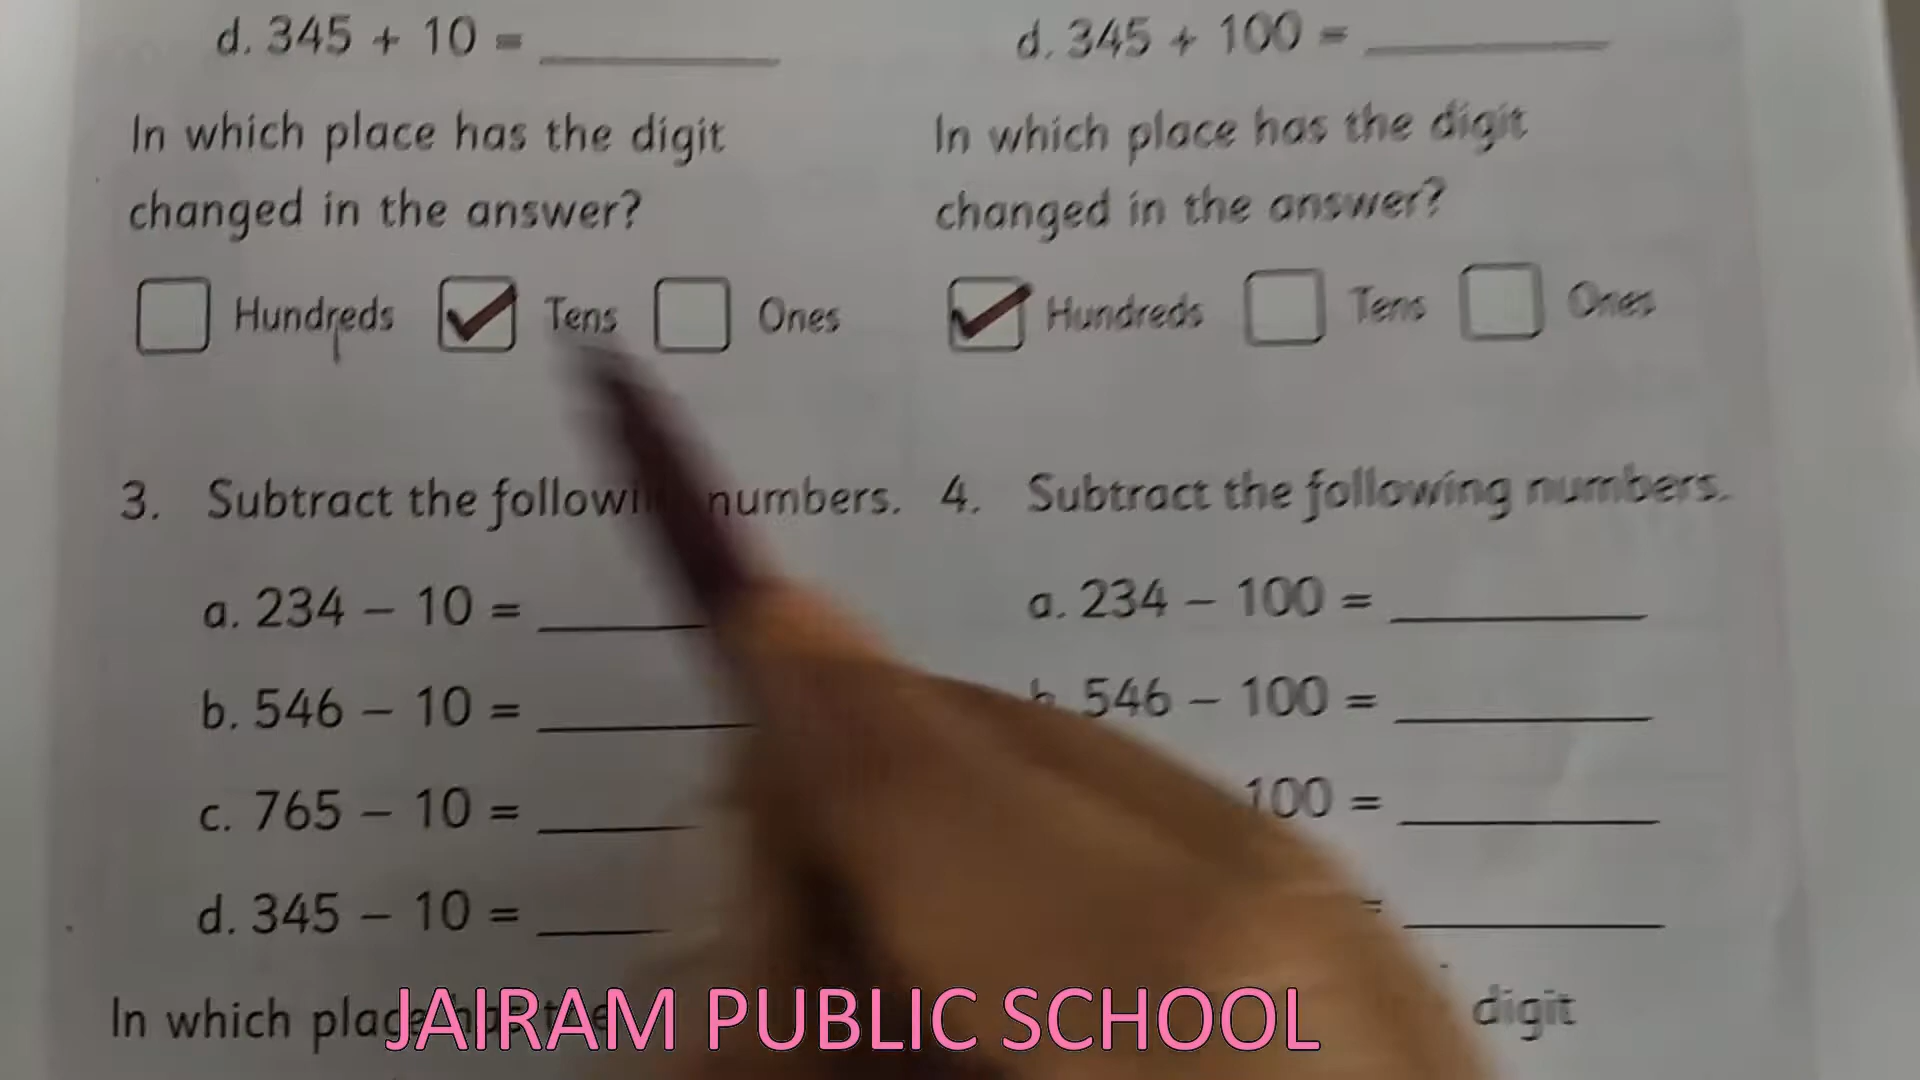 d. 345 + 10 =
In which place has the digit
changed in the answer?
Hundreds Tens Ones
3. Subtract the numbers.
a. 234 – 10 =
b. 546 – 10 =
c. 765 – 10 =
d. 345 – 10 =
In which
d. 345 + 100 =
In which place has the digit
changed in the answer?
Hundreds Tens Ones
4. Subtract the following numbers.
a. 234 – 100 =
546 – 100 =
100 =
=
digit
JAIRAM PUBLIC SCHOOL